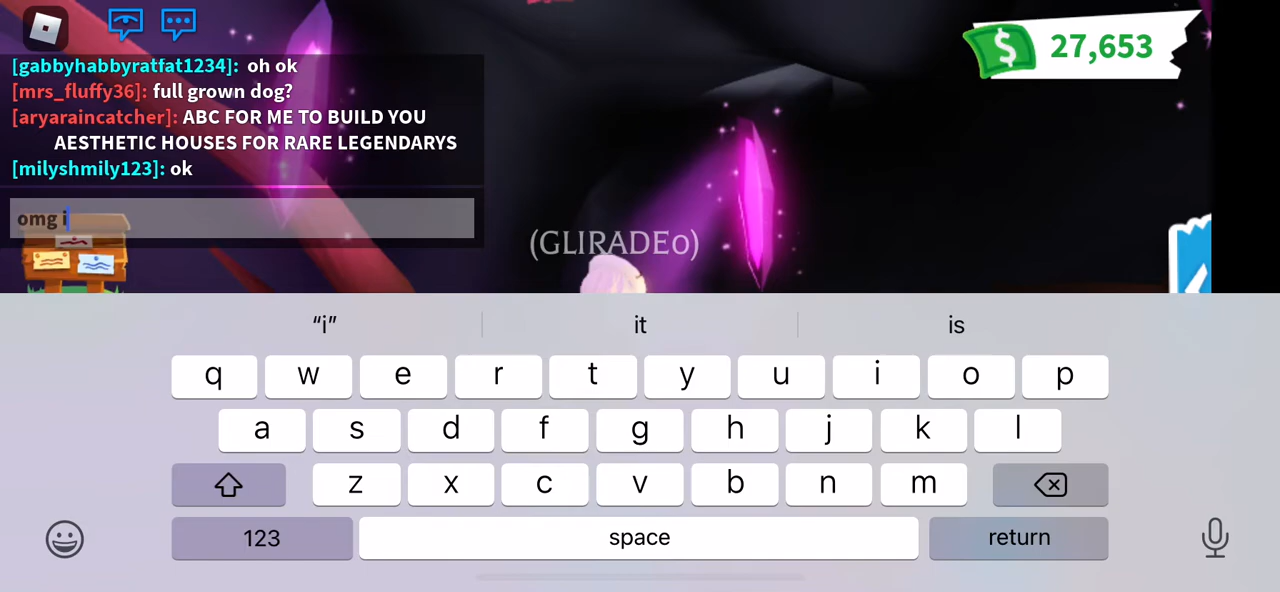 27,653
[gabbyhabbyratfat1234]: oh ok
[mrs_fluffy36]: full grown dog?
[aryaraincatcher]: ABC FOR ME TO BUILD YOU
AESTHETIC HOUSES FOR RARE LEGENDARYS
[milyshmily123]: ok
omg i
(GLIRADEo)
“i” it is
q w e r t y u i o p
a s d f g h j k l
z x c v b n m
123 space return